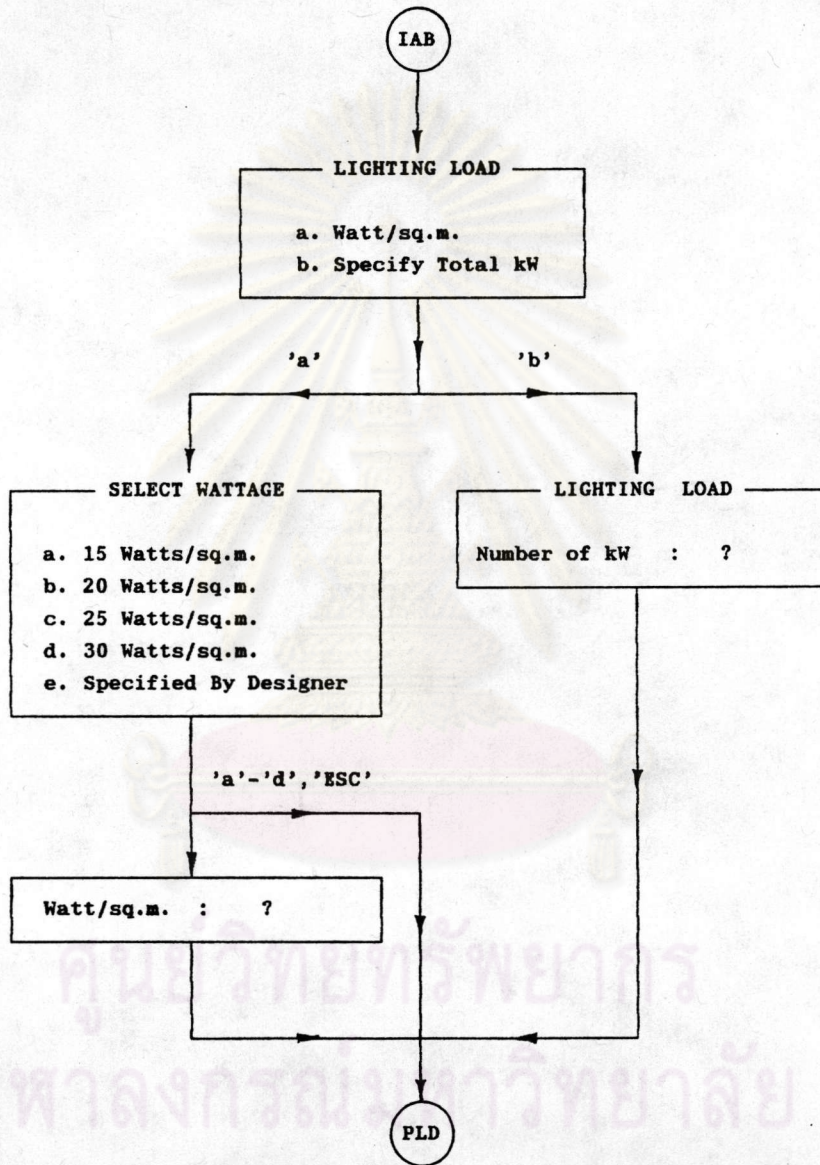 IAB
LIGHTING LOAD
a. Watt/sq.m.
b. Specify Total kW
'a'
'b'
SELECT WATTAGE
a. 15 Watts/sq.m.
b. 20 Watts/sq.m.
c. 25 Watts/sq.m.
d. 30 Watts/sq.m.
e. Specified By Designer
LIGHTING LOAD
Number of kW : ?
'a'-'d','ESC'
Watt/sq.m. : ?
ศูนย์วิทยทรัพยากร
จุฬาลงกรณ์มหาวิทยาลัย
PLD